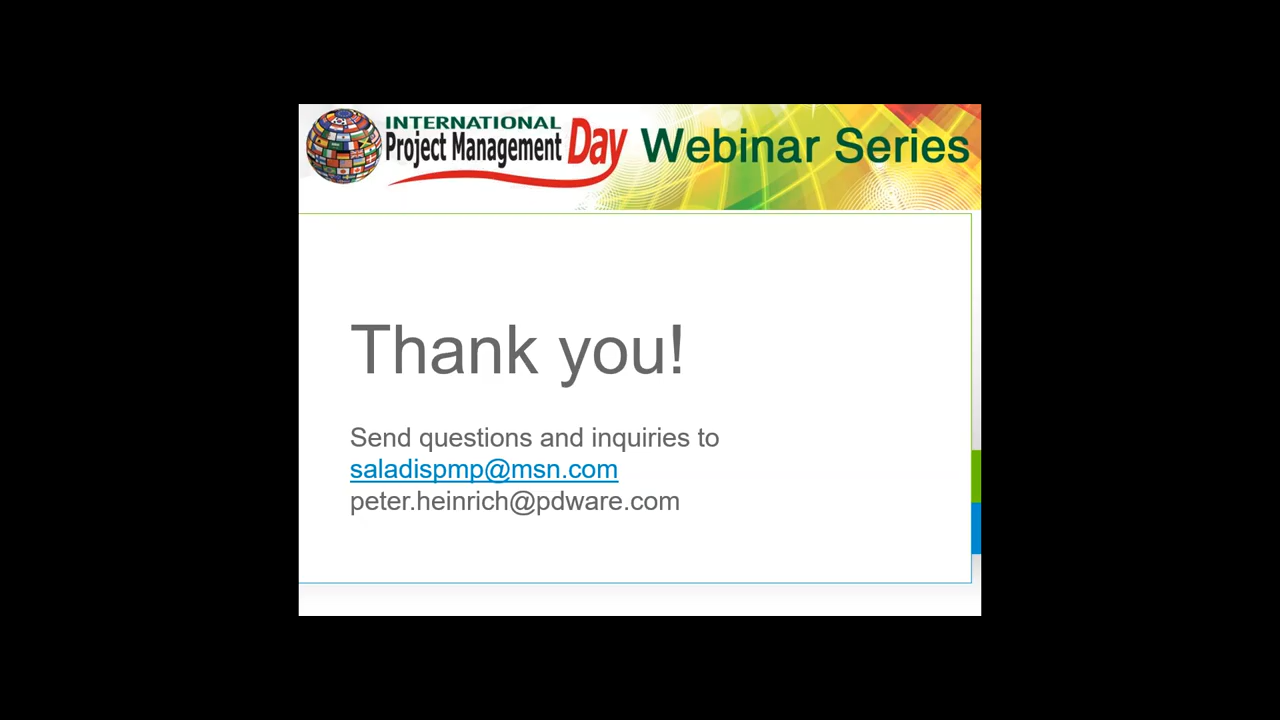 INTERNATIONAL
Project Management Day Webinar Series
Thank you!
Send questions and inquiries to
saladispmp@msn.com
peter.heinrich@pdware.com